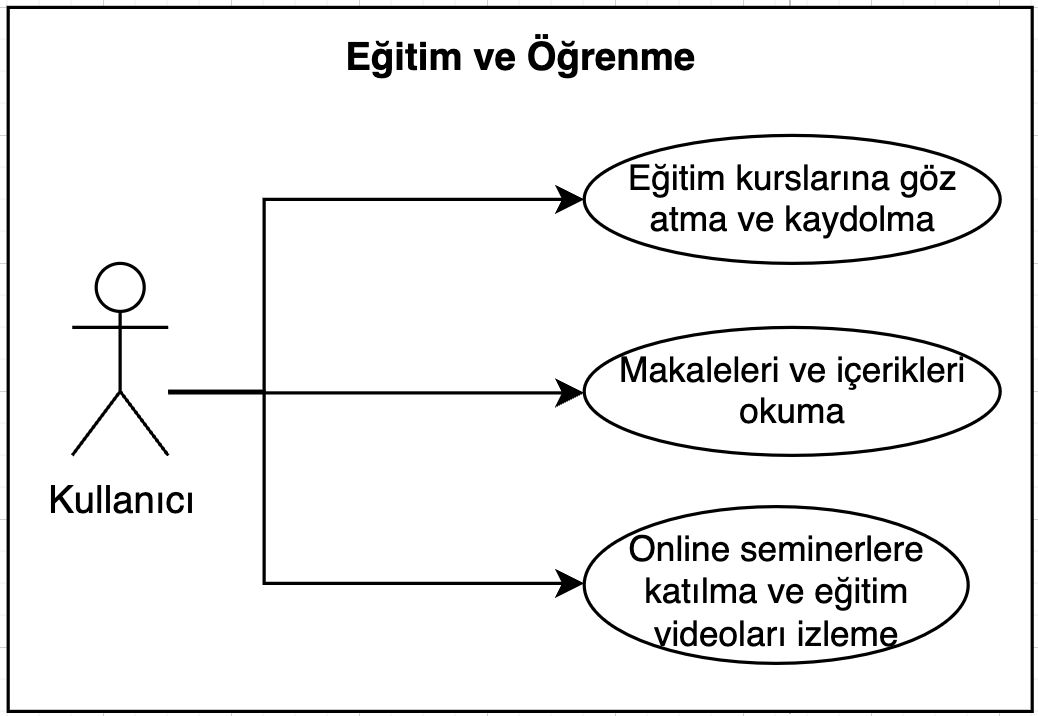 Eğitim ve Öğrenme
Eğitim kurslarına göz
atma ve kaydolma
Makaleleri ve içerikleri
okuma
Kullanıcı
Online seminerlere
katılma ve eğitim
videoları izleme